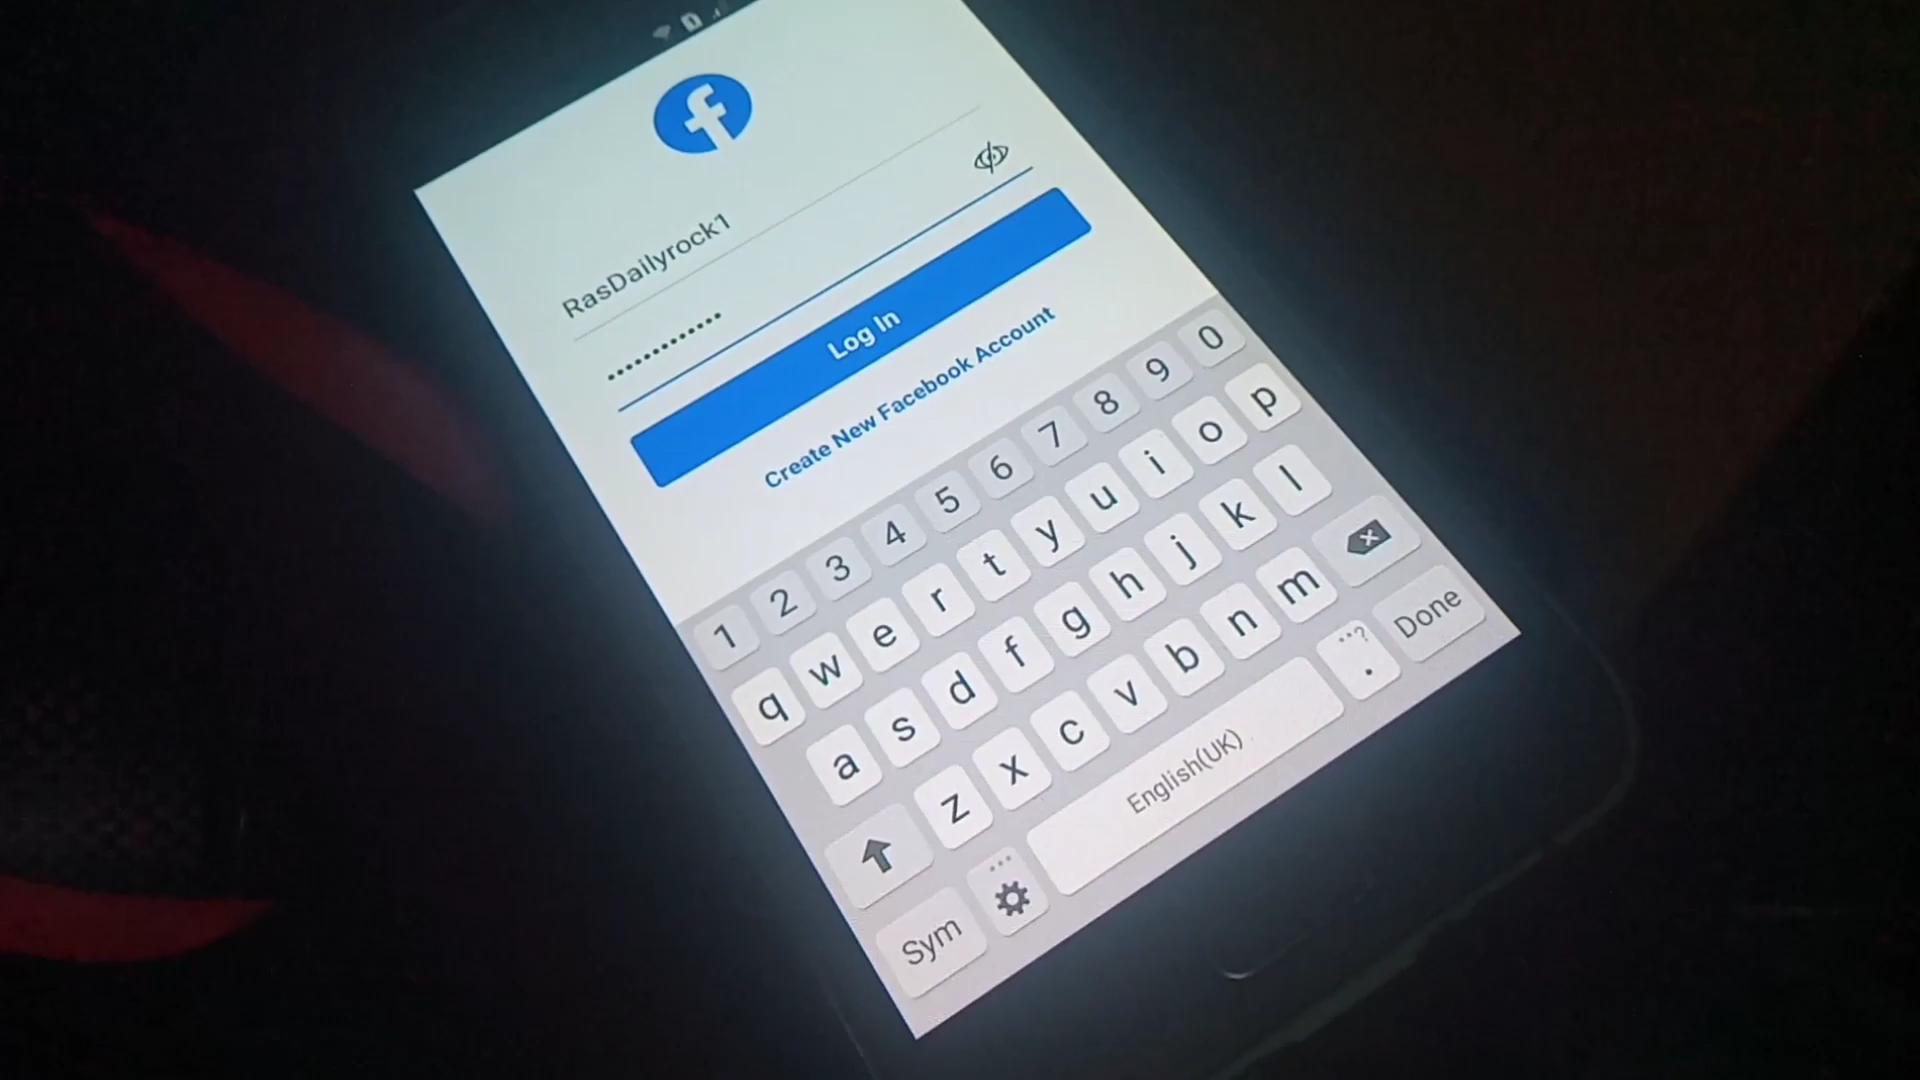 f
RasDailyrock1
••••••••••••
Log In
Create New Facebook Account
1 2 3 4 5 6 7 8 9 0
q w e r t y u i o p
a s d f g h j k l
z x c v b n m
Sym English(UK) . ? Done